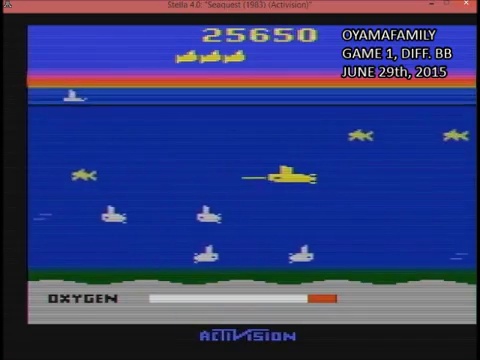 Stella 4.0: "Seaquest (1983) (Activision)"
25650
OYAMAFAMILY
GAME 1, DIFF. BB
JUNE 29th, 2015
OXYGEN
ACTIVISION